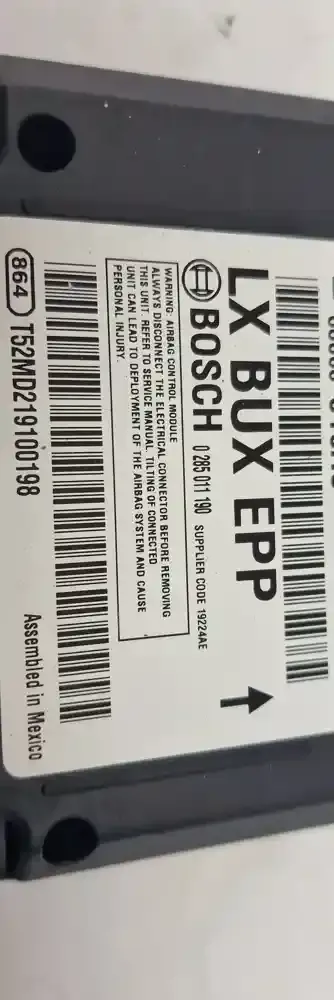 LX BUX EPP
BOSCH 0 285 011 190 SUPPLIER CODE 19224AE
WARNING: AIRBAG CONTROL MODULE
ALWAYS DISCONNECT THE ELECTRICAL CONNECTOR BEFORE REMOVING
THIS UNIT. REFER TO SERVICE MANUAL. TILTING OF CONNECTED
UNIT CAN LEAD TO DEPLOYMENT OF THE AIRBAG SYSTEM AND CAUSE
PERSONAL INJURY.
864 T52MD219100198 Assembled in Mexico